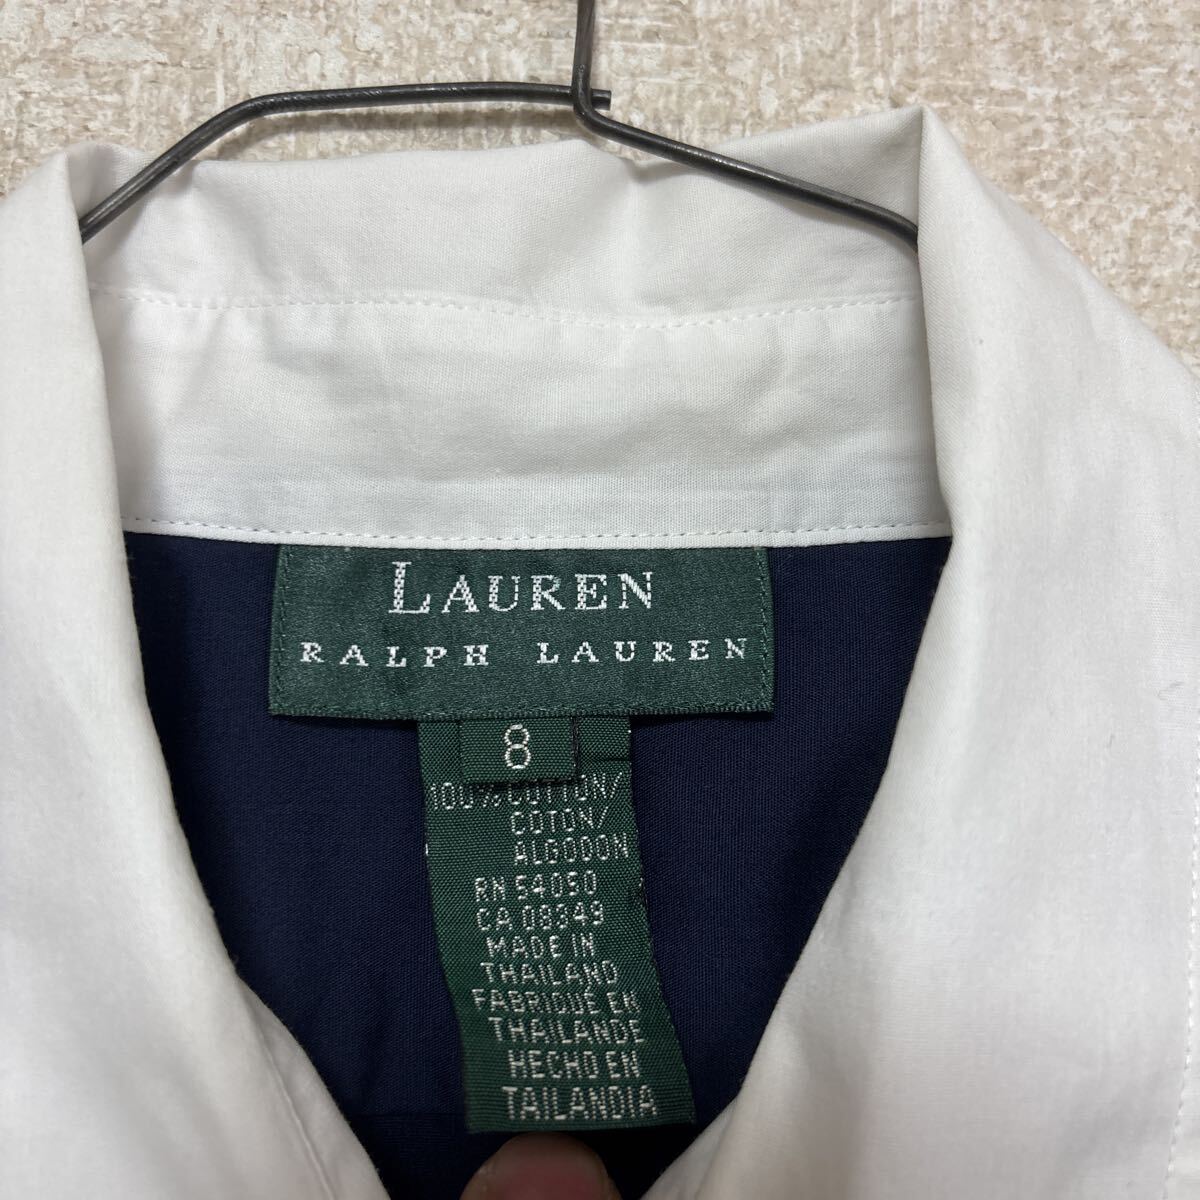 LAUREN
RALPH LAUREN
8
100% COTTON/
COTON/
ALGODON
RN 54050
CA 08349
MADE IN
THAILAND
FABRIQUÉ EN
THAILANDE
HECHO EN
TAILANDIA